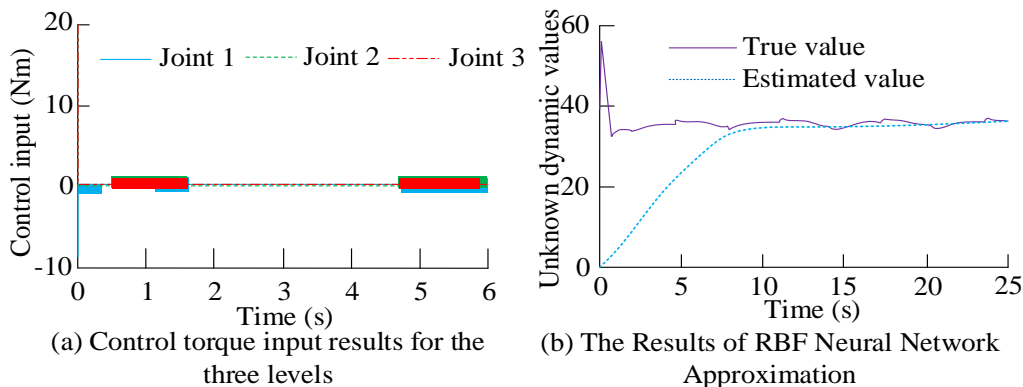 Control input (Nm)
20
10
0
-10
Joint 1
Joint 2
Joint 3
0
1
2
3
4
5
6
Time (s)
(a) Control torque input results for the
three levels
Unknown dynamic values
60
40
20
0
True value
Estimated value
0
5
10
15
20
25
Time (s)
(b) The Results of RBF Neural Network
Approximation